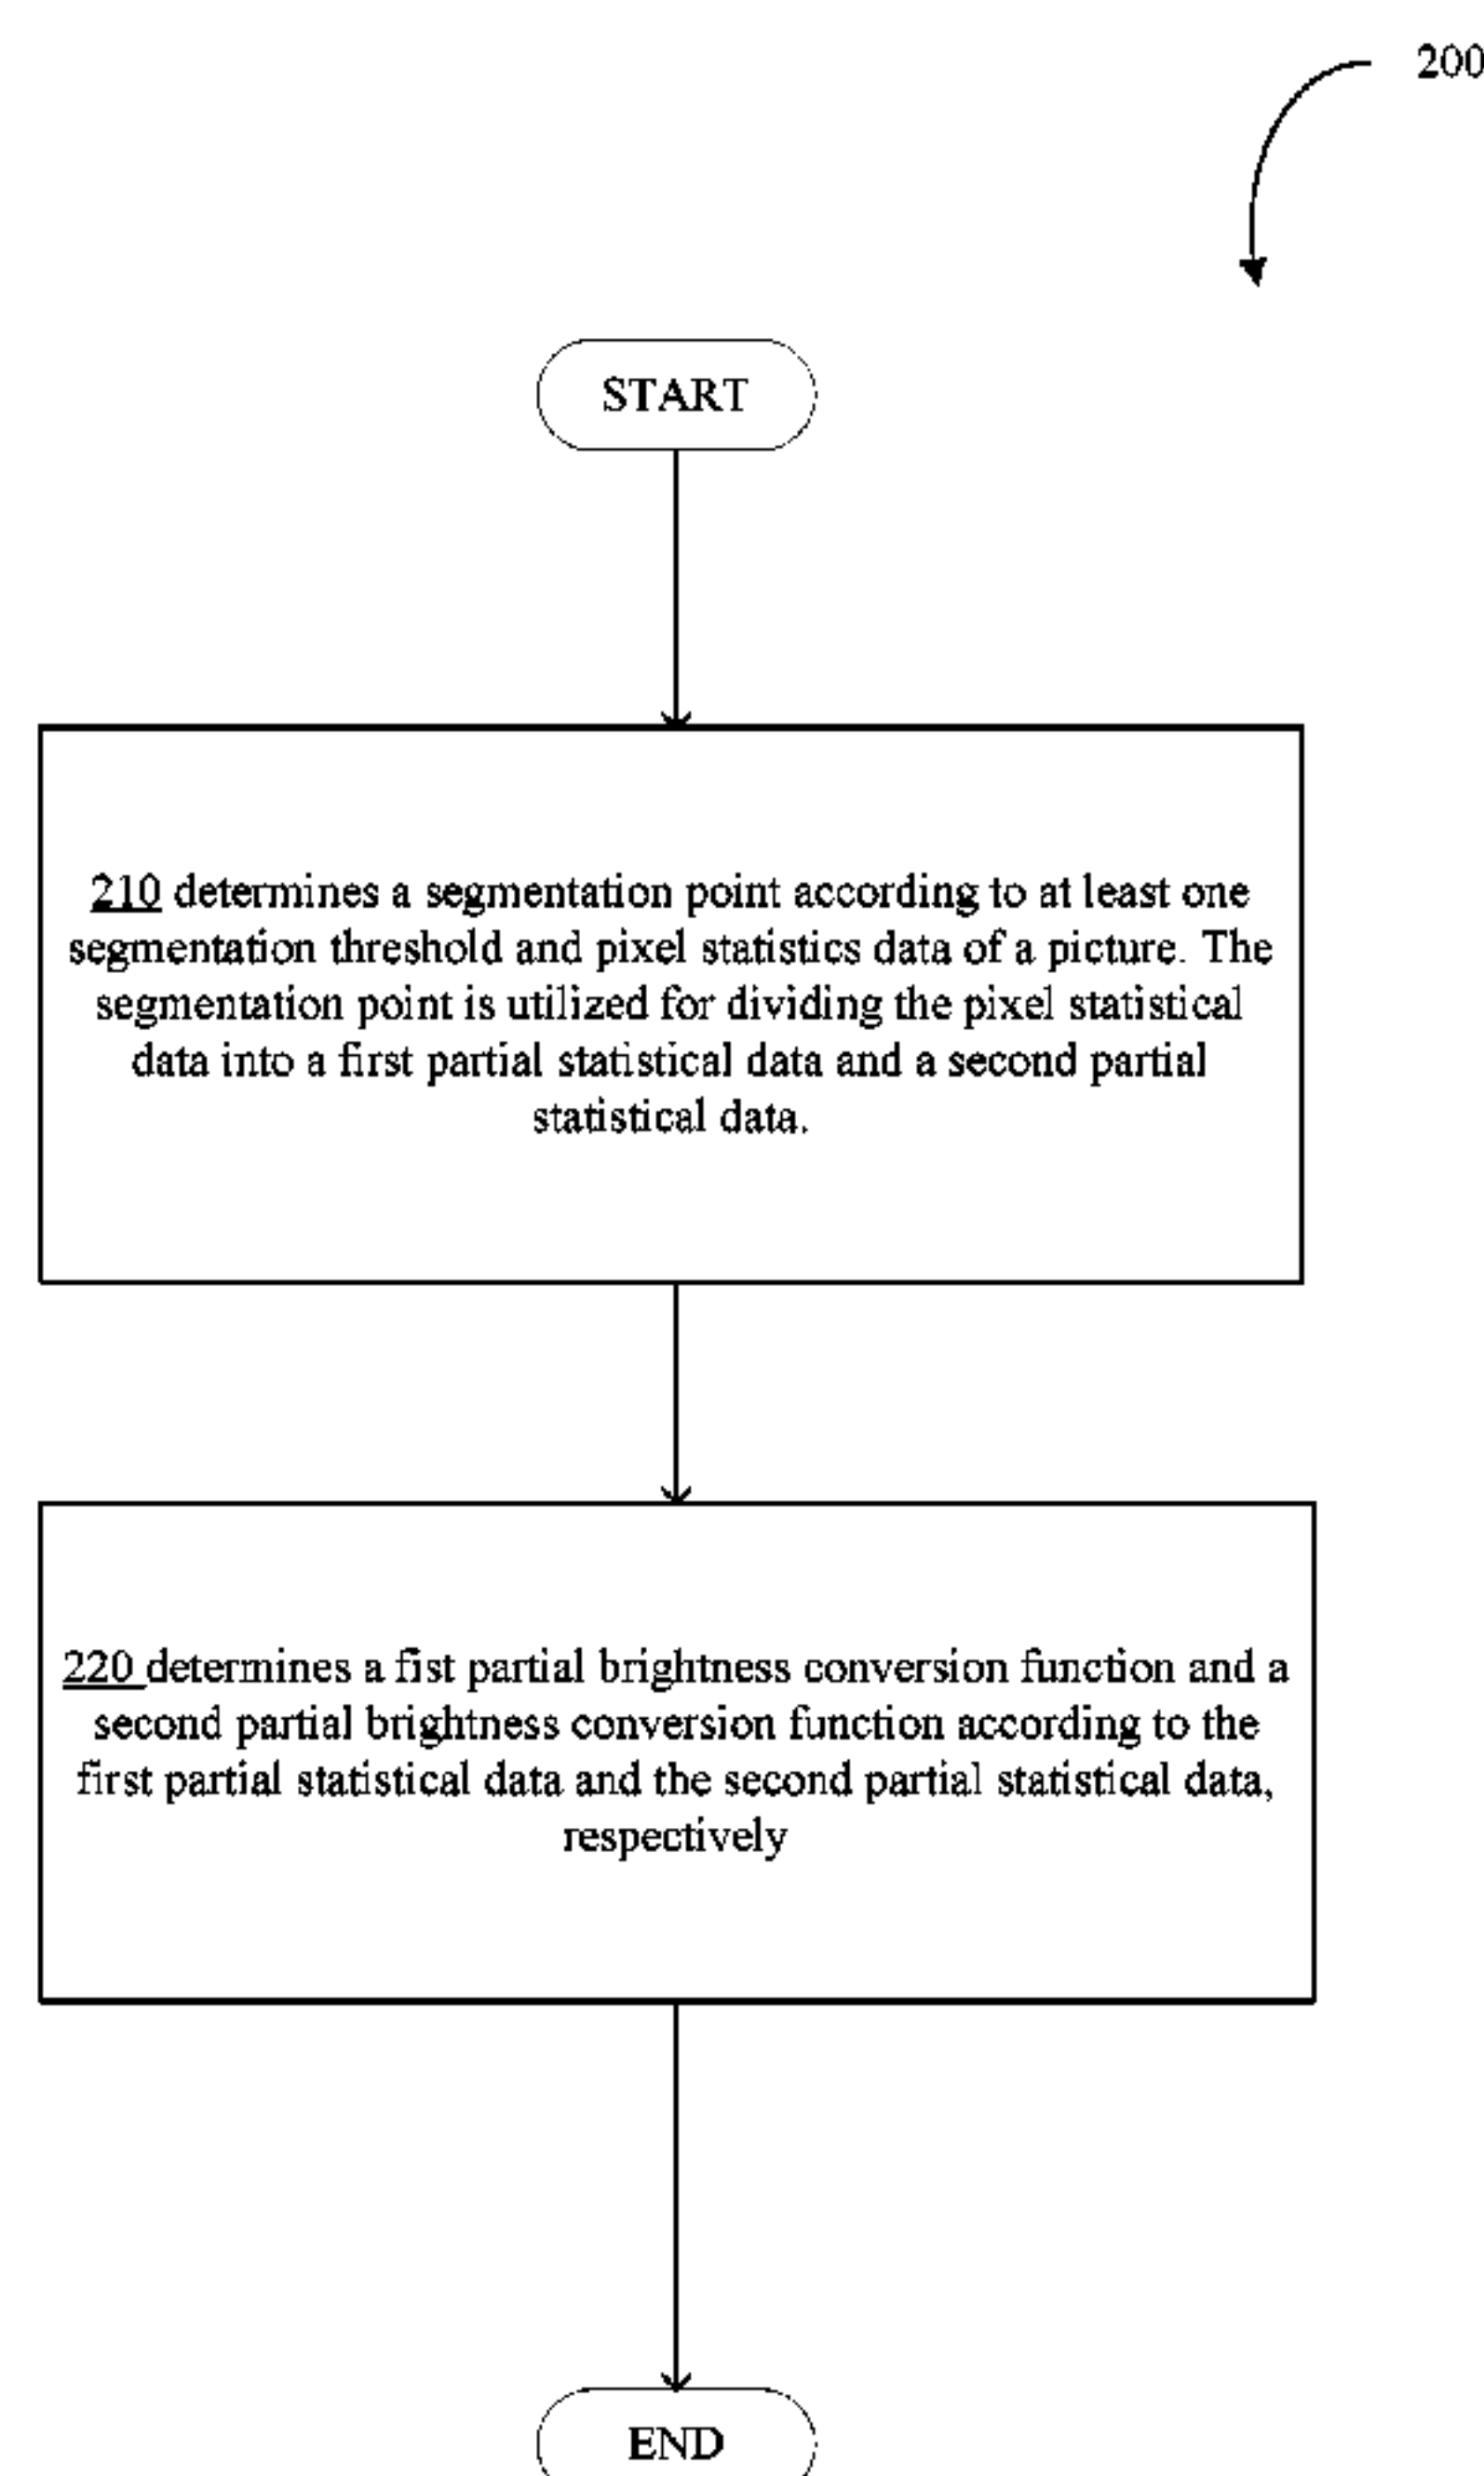 200
START
210 determines a segmentation point according to at least one
segmentation threshold and pixel statistics data of a picture. The
segmentation point is utilized for dividing the pixel statistical
data into a first partial statistical data and a second partial
statistical data.
220 determines a fist partial brightness conversion function and a
second partial brightness conversion function according to the
first partial statistical data and the second partial statistical data,
respectively
END